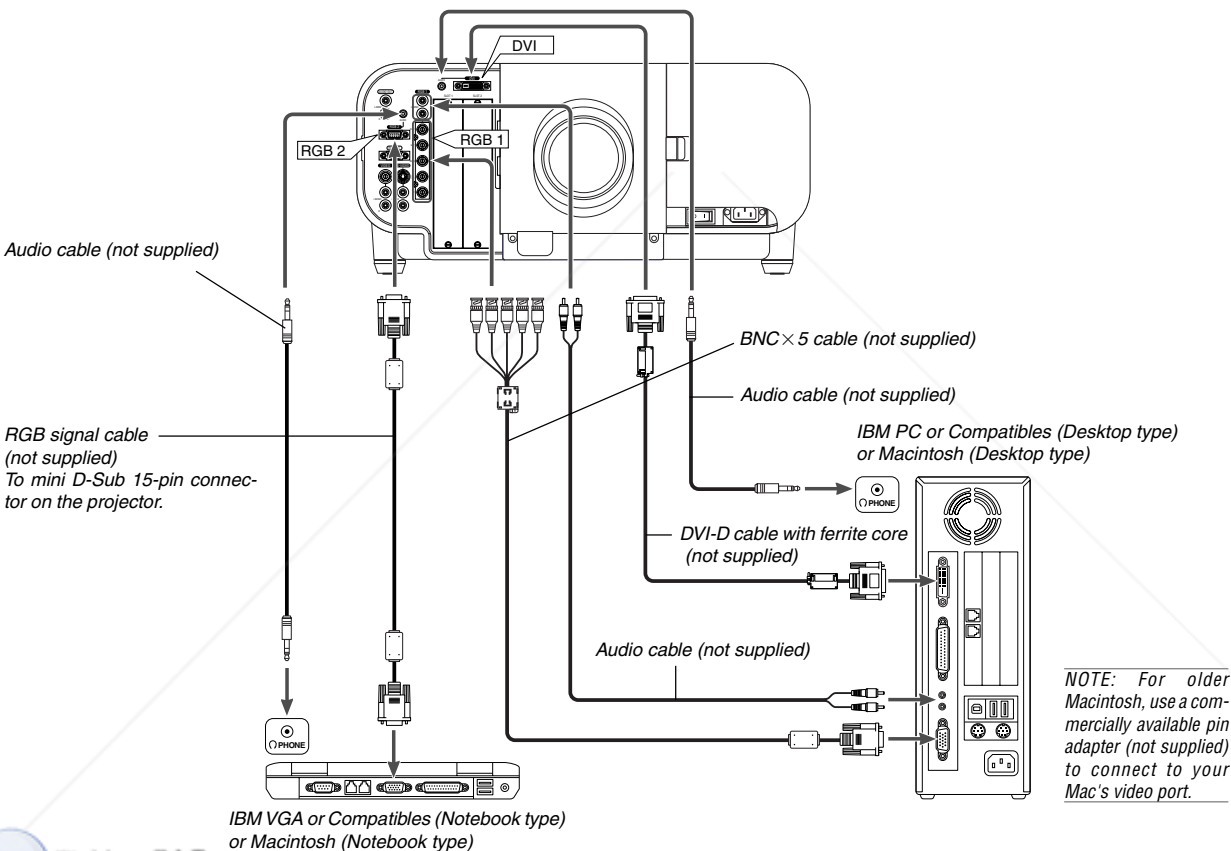 DVI
RGB 1
RGB 2
Audio cable (not supplied)
BNC×5 cable (not supplied)
Audio cable (not supplied)
RGB signal cable
(not supplied)
To mini D-Sub 15-pin connec-
tor on the projector.
IBM PC or Compatibles (Desktop type)
or Macintosh (Desktop type)
PHONE
DVI-D cable with ferrite core
(not supplied)
Audio cable (not supplied)
NOTE: For older
Macintosh, use a com-
mercially available pin
adapter (not supplied)
to connect to your
Mac's video port.
PHONE
IBM VGA or Compatibles (Notebook type)
or Macintosh (Notebook type)